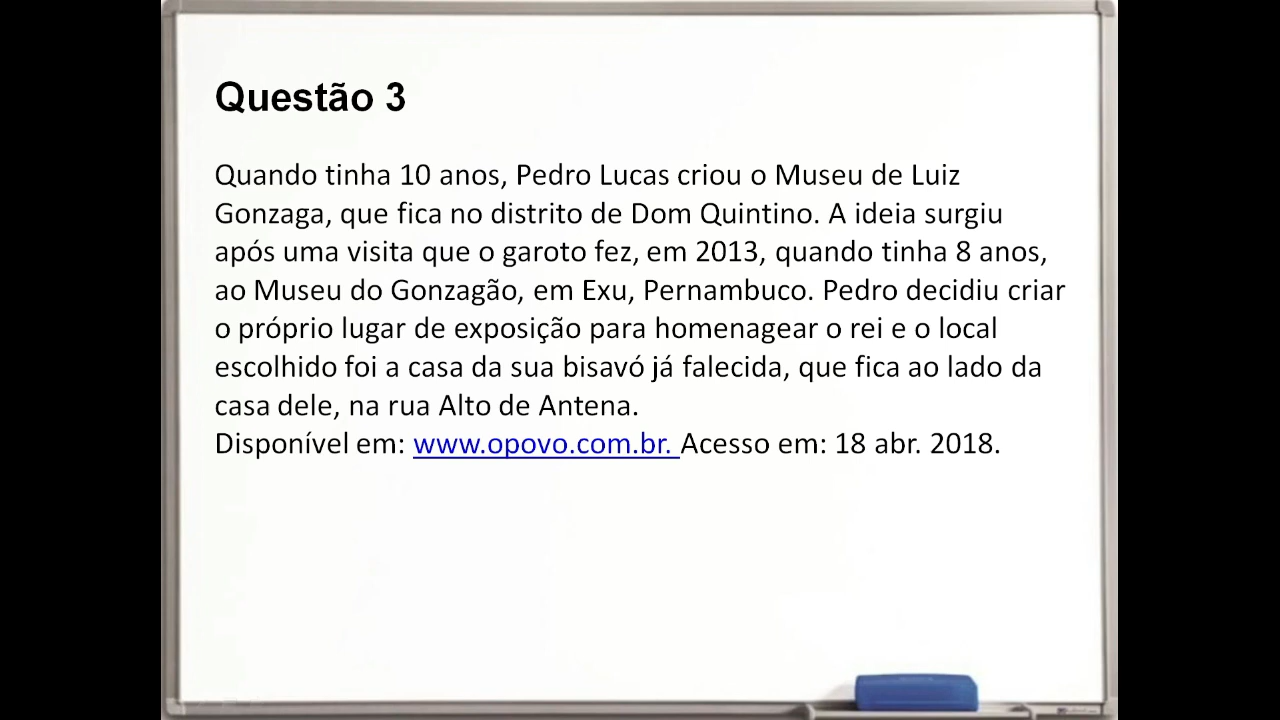 Questão 3
Quando tinha 10 anos, Pedro Lucas criou o Museu de Luiz
Gonzaga, que fica no distrito de Dom Quintino. A ideia surgiu
após uma visita que o garoto fez, em 2013, quando tinha 8 anos,
ao Museu do Gonzagão, em Exu, Pernambuco. Pedro decidiu criar
o próprio lugar de exposição para homenagear o rei e o local
escolhido foi a casa da sua bisavó já falecida, que fica ao lado da
casa dele, na rua Alto de Antena.
Disponível em: www.opovo.com.br. Acesso em: 18 abr. 2018.